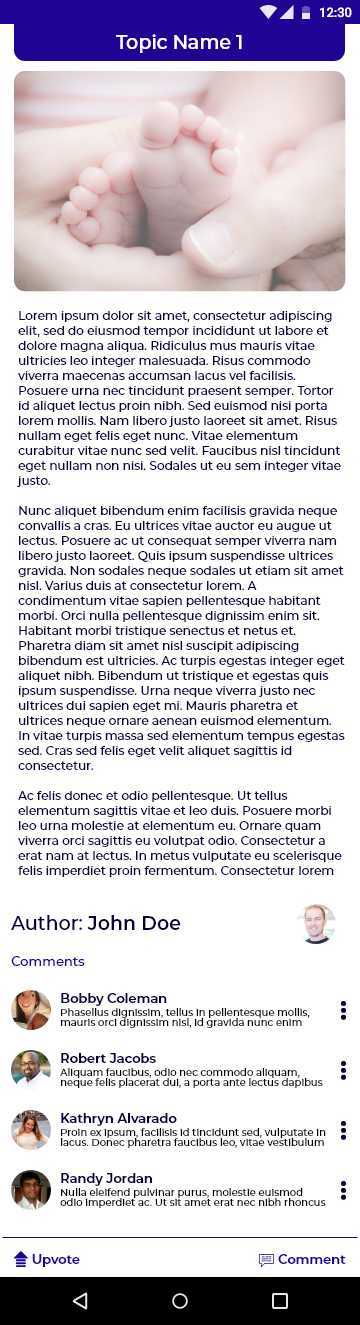 12:30
Topic Name 1
Lorem ipsum dolor sit amet, consectetur adipiscing
elit, sed do eiusmod tempor incididunt ut labore et
dolore magna aliqua. Ridiculus mus mauris vitae
ultricies leo integer malesuada. Risus commodo
viverra maecenas accumsan lacus vel facilisis.
Posuere urna nec tincidunt praesent semper. Tortor
id aliquet lectus proin nibh. Sed euismod nisi porta
lorem mollis. Nam libero justo laoreet sit amet. Risus
nullam eget felis eget nunc. Vitae elementum
curabitur vitae nunc sed velit. Faucibus nisl tincidunt
eget nullam non nisi. Sodales ut eu sem integer vitae
justo.
Nunc aliquet bibendum enim facilisis gravida neque
convallis a cras. Eu ultrices vitae auctor eu augue ut
lectus. Posuere ac ut consequat semper viverra nam
libero justo laoreet. Quis ipsum suspendisse ultrices
gravida. Non sodales neque sodales ut etiam sit amet
nisl. Varius duis at consectetur lorem. A
condimentum vitae sapien pellentesque habitant
morbi. Orci nulla pellentesque dignissim enim sit.
Habitant morbi tristique senectus et netus et.
Pharetra diam sit amet nisl suscipit adipiscing
bibendum est ultricies. Ac turpis egestas integer eget
aliquet nibh. Bibendum ut tristique et egestas quis
ipsum suspendisse. Urna neque viverra justo nec
ultrices dui sapien eget mi. Mauris pharetra et
ultrices neque ornare aenean euismod elementum.
In vitae turpis massa sed elementum tempus egestas
sed. Cras sed felis eget velit aliquet sagittis id
consectetur.
Ac felis donec et odio pellentesque. Ut tellus
elementum sagittis vitae et leo duis. Posuere morbi
leo urna molestie at elementum eu. Ornare quam
viverra orci sagittis eu volutpat odio. Consectetur a
erat nam at lectus. In metus vulputate eu scelerisque
felis imperdiet proin fermentum. Consectetur lorem
Author: John Doe
Comments
Bobby Coleman
Phasellus dignissim, tellus in pellentesque mollis,
mauris orci dignissim nisl, id gravida nunc enim
Robert Jacobs
Aliquam faucibus, odio nec commodo aliquam,
neque felis placerat dui, a porta ante lectus dapibus
Kathryn Alvarado
Proin ex ipsum, facilisis id tincidunt sed, vulputate in
lacus. Donec pharetra faucibus leo, vitae vestibulum
Randy Jordan
Nulla eleifend pulvinar purus, molestie euismod
odio imperdiet ac. Ut sit amet erat nec nibh rhoncus
Upvote
Comment